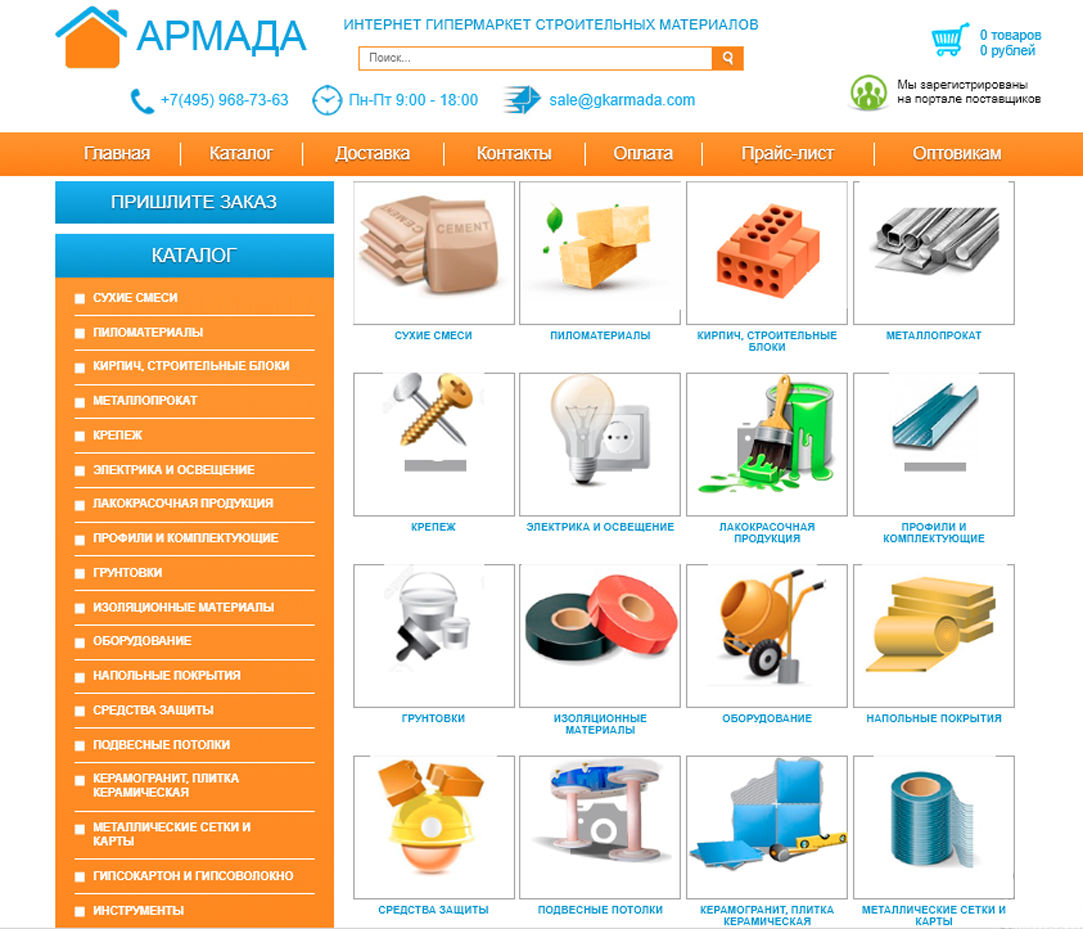 АРМАДА
ИНТЕРНЕТ ГИПЕРМАРКЕТ СТРОИТЕЛЬНЫХ МАТЕРИАЛОВ
Поиск...
0 товаров
0 рублей
+7(495) 968-73-63
Пн-Пт 9:00 - 18:00
sale@gkarmada.com
Мы зарегистрированы
на портале поставщиков
Главная
Каталог
Доставка
Контакты
Оплата
Прайс-лист
Оптовикам
ПРИШЛИТЕ ЗАКАЗ
КАТАЛОГ
СУХИЕ СМЕСИ
ПИЛОМАТЕРИАЛЫ
КИРПИЧ, СТРОИТЕЛЬНЫЕ БЛОКИ
МЕТАЛЛОПРОКАТ
КРЕПЕЖ
ЭЛЕКТРИКА И ОСВЕЩЕНИЕ
ЛАКОКРАСОЧНАЯ ПРОДУКЦИЯ
ПРОФИЛИ И КОМПЛЕКТУЮЩИЕ
ГРУНТОВКИ
ИЗОЛЯЦИОННЫЕ МАТЕРИАЛЫ
ОБОРУДОВАНИЕ
НАПОЛЬНЫЕ ПОКРЫТИЯ
СРЕДСТВА ЗАЩИТЫ
ПОДВЕСНЫЕ ПОТОЛКИ
КЕРАМОГРАНИТ, ПЛИТКА
КЕРАМИЧЕСКАЯ
МЕТАЛЛИЧЕСКИЕ СЕТКИ И
КАРТЫ
ГИПСОКАРТОН И ГИПСОВОЛОКНО
ИНСТРУМЕНТЫ
CEMENT
CEMENT
СУХИЕ СМЕСИ
ПИЛОМАТЕРИАЛЫ
КИРПИЧ, СТРОИТЕЛЬНЫЕ
БЛОКИ
МЕТАЛЛОПРОКАТ
КРЕПЕЖ
ЭЛЕКТРИКА И ОСВЕЩЕНИЕ
ЛАКОКРАСОЧНАЯ
ПРОДУКЦИЯ
ПРОФИЛИ И
КОМПЛЕКТУЮЩИЕ
ГРУНТОВКИ
ИЗОЛЯЦИОННЫЕ
МАТЕРИАЛЫ
ОБОРУДОВАНИЕ
НАПОЛЬНЫЕ ПОКРЫТИЯ
СРЕДСТВА ЗАЩИТЫ
ПОДВЕСНЫЕ ПОТОЛКИ
КЕРАМОГРАНИТ, ПЛИТКА
КЕРАМИЧЕСКАЯ
МЕТАЛЛИЧЕСКИЕ СЕТКИ И
КАРТЫ